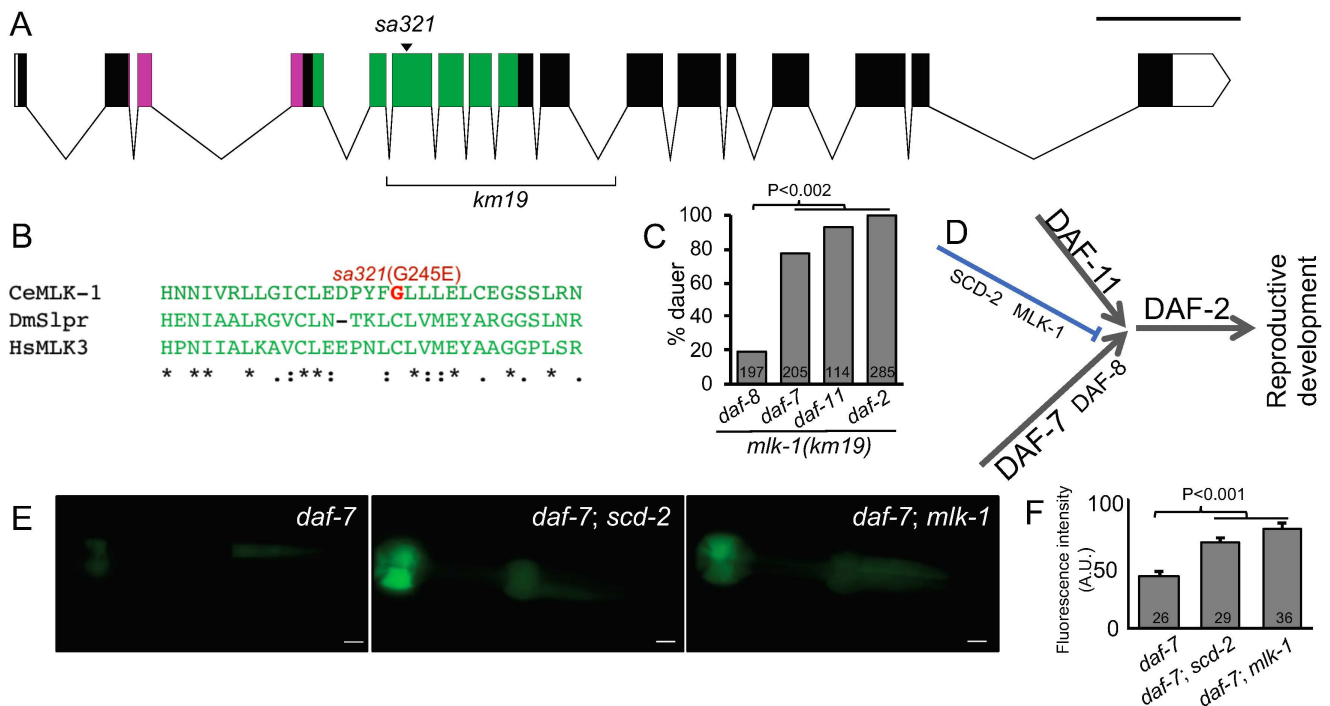 A
sa321
km19
B
sa321(G245E)
CeMLK-1 HNNIVRLLGICLEDPYFGLLLELCEGSSLRN
DmSlpr HENIAALRGVCLN-TKLCLVMEYARGGSLNR
HsMLK3 HPNIIALKAVCLEEPNLCLVMEYAAGGPLSR
* * ** * .:**: : *::* . *. * .
C
P<0.002
% dauer
100
80
60
40
20
0
197 205 114 285
daf-8 daf-7 daf-11 daf-2
mlk-1(km19)
D
DAF-11
SCD-2 MLK-1
DAF-2
DAF-7 DAF-8
Reproductive
development
E
daf-7
daf-7; scd-2
daf-7; mlk-1
F
P<0.001
Fluorescence intensity
(A.U.)
100
50
0
26 29 36
daf-7
daf-7; scd-2
daf-7; mlk-1